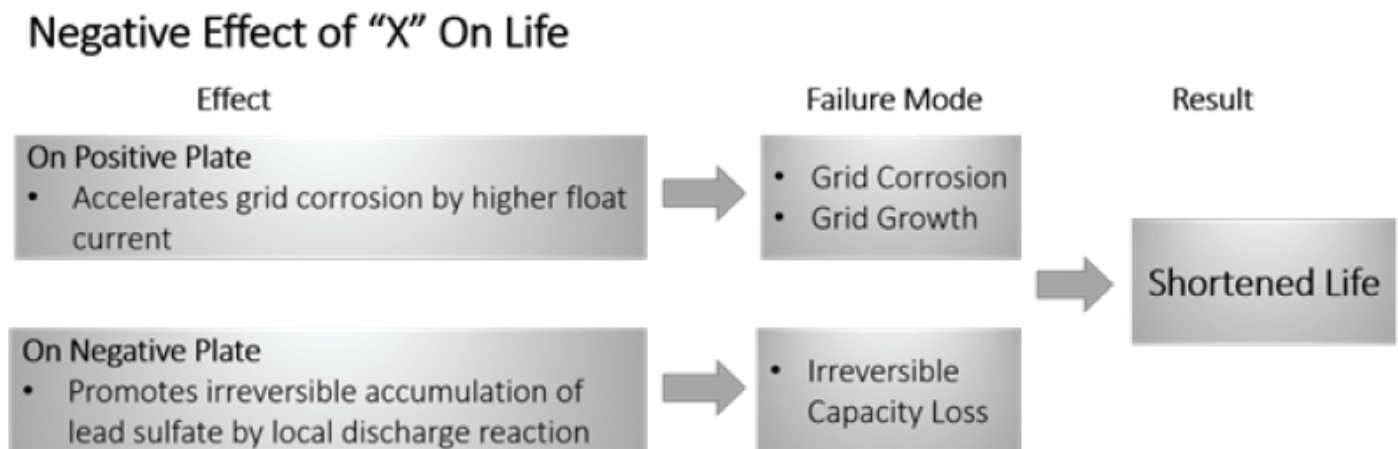 Negative Effect of “X” On Life
Effect
Failure Mode
Result
On Positive Plate
• Accelerates grid corrosion by higher float
current
• Grid Corrosion
• Grid Growth
Shortened Life
On Negative Plate
• Promotes irreversible accumulation of
lead sulfate by local discharge reaction
• Irreversible
Capacity Loss